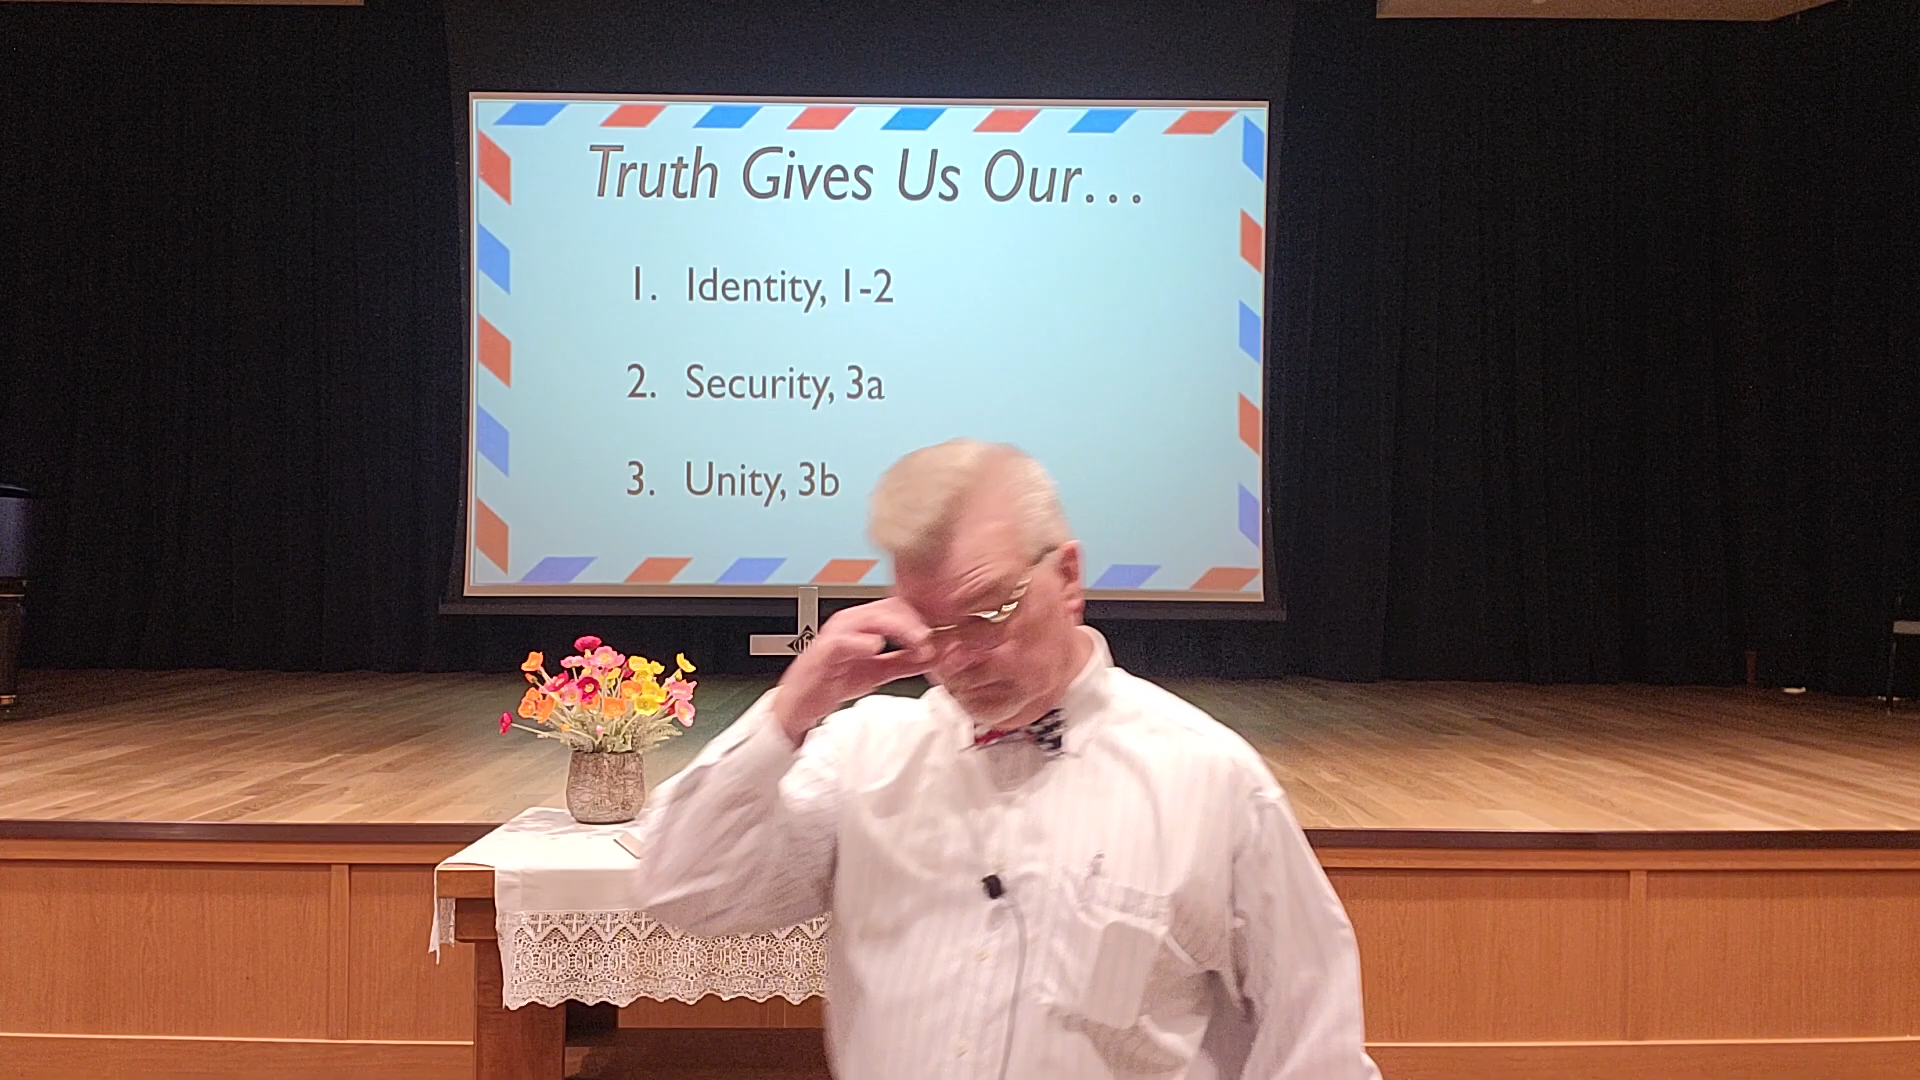 Truth Gives Us Our...
1. Identity, 1-2
2. Security, 3a
3. Unity, 3b